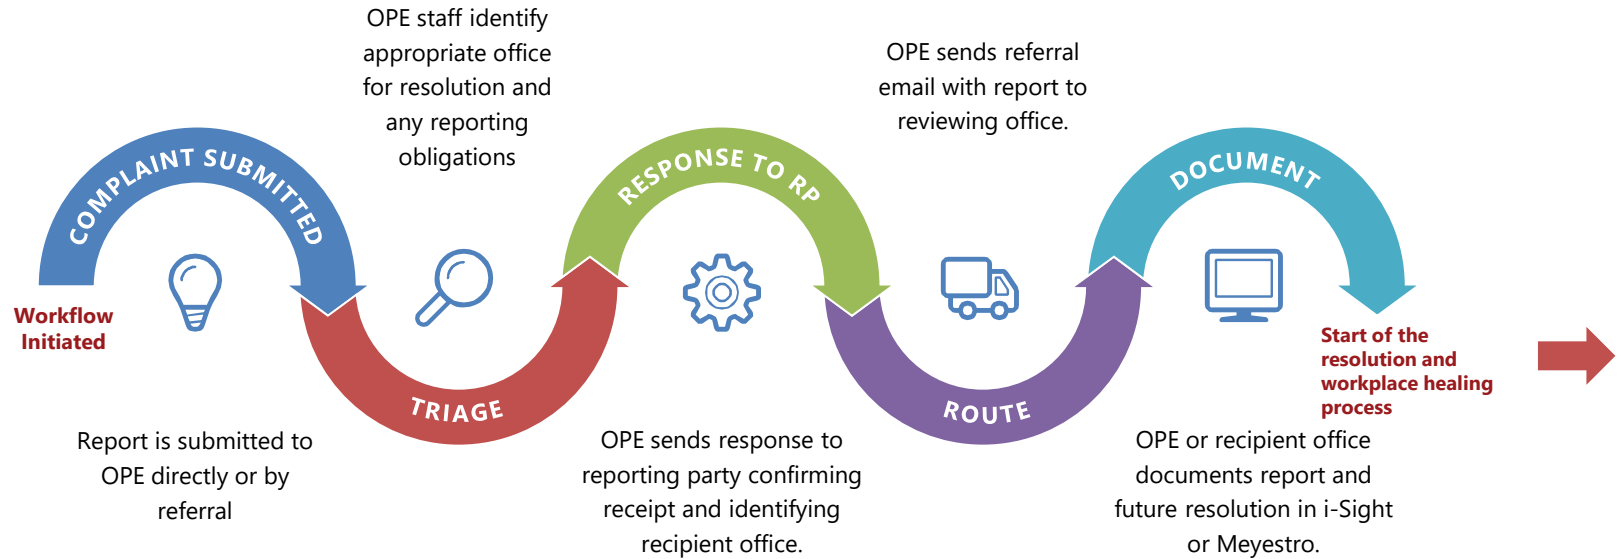 COMPLAINT SUBMITTED
Workflow
Initiated
Report is submitted to
OPE directly or by
referral
OPE staff identify
appropriate office
for resolution and
any reporting
obligations
TRIAGE
RESPONSE TO RP
OPE sends response to
reporting party confirming
receipt and identifying
recipient office.
OPE sends referral
email with report to
reviewing office.
ROUTE
DOCUMENT
OPE or recipient office
documents report and
future resolution in i-Sight
or Meyestro.
Start of the
resolution and
workplace healing
process